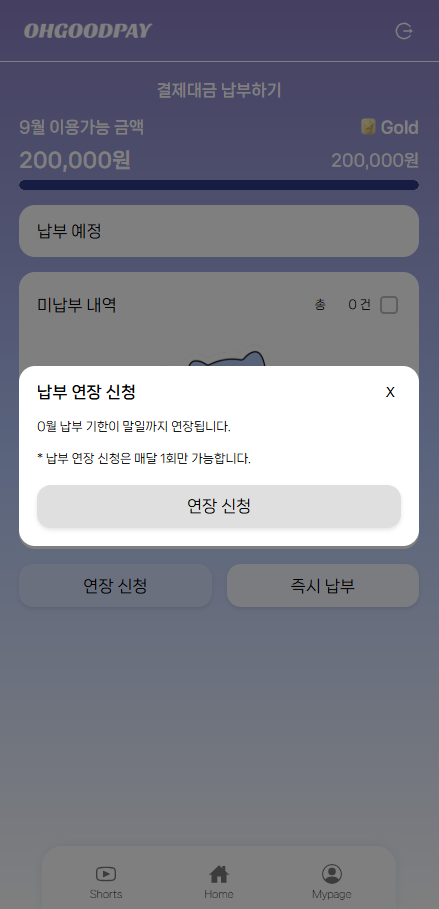 OHGOODPAY
결제대금 납부하기
9월 이용가능 금액
Gold
200,000원
200,000원
납부 예정
미납부 내역
총 0 건
납부 연장 신청
X
0월 납부 기한이 말일까지 연장됩니다.
* 납부 연장 신청은 매달 1회만 가능합니다.
연장 신청
연장 신청
즉시 납부
Shorts
Home
Mypage